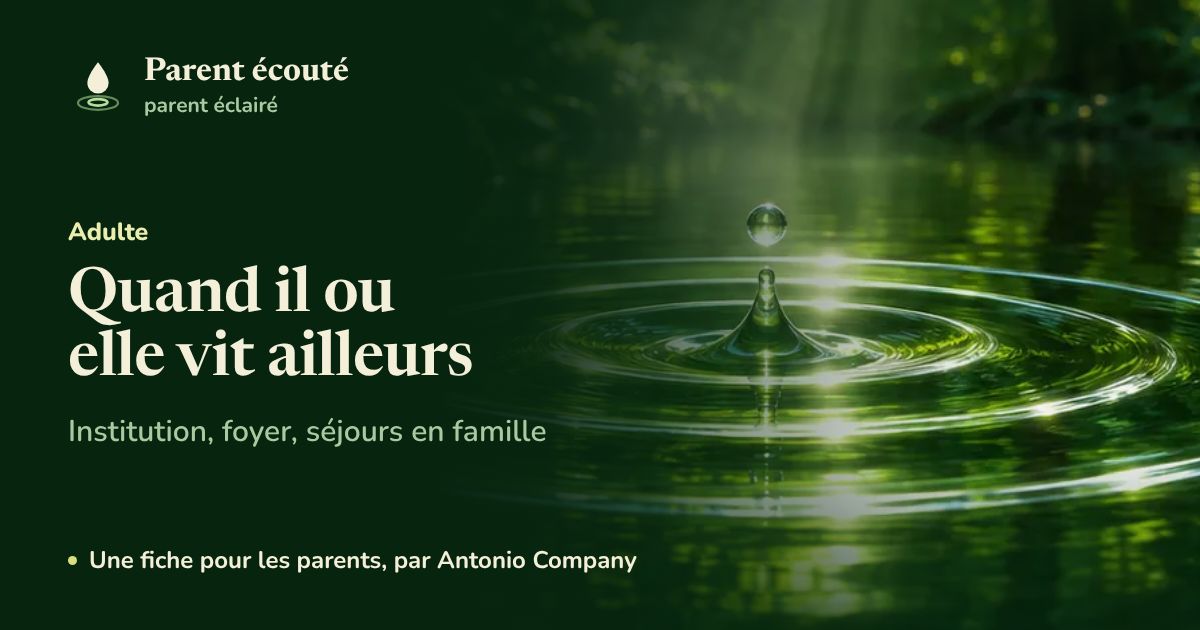 Parent écouté
parent éclairé
Adulte
Quand il ou
elle vit ailleurs
Institution, foyer, séjours en famille
Une fiche pour les parents, par Antonio Company